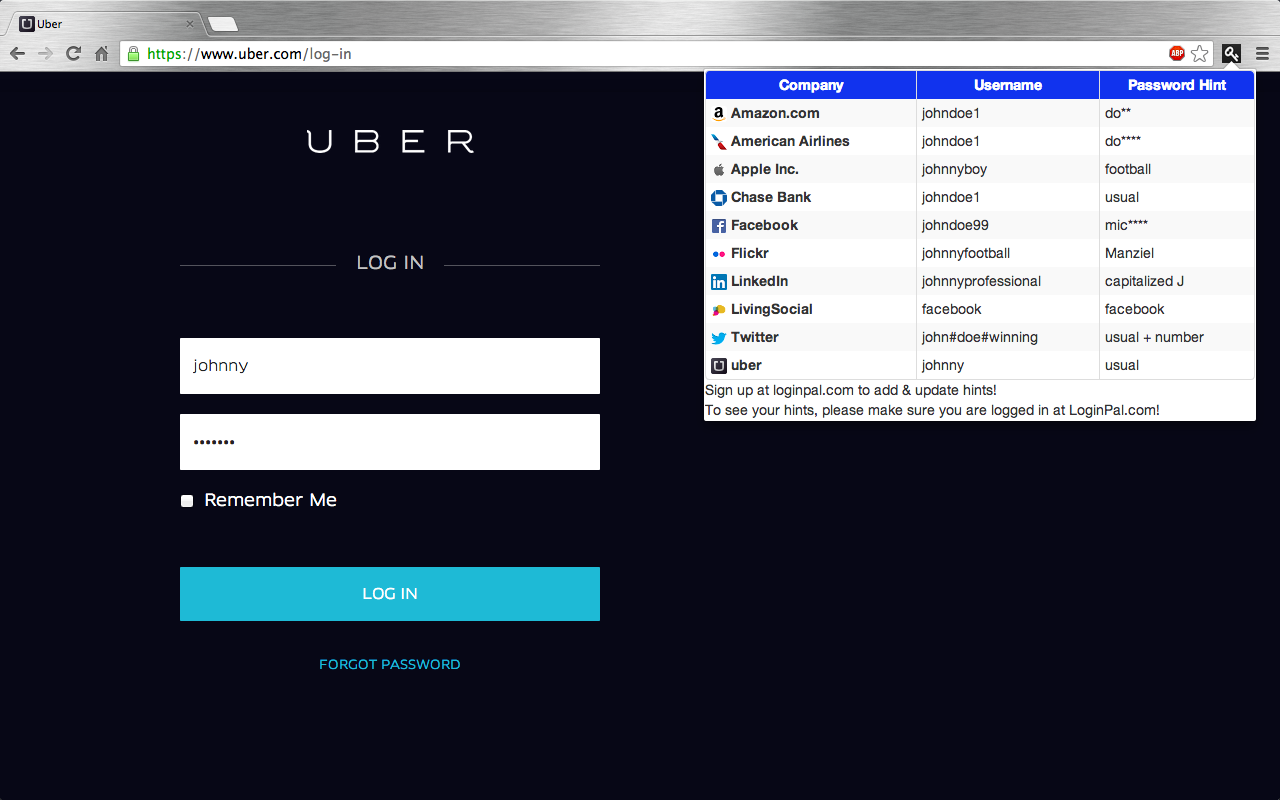 Uber
https://www.uber.com/log-in
ABP
UBER
LOG IN
johnny
•••••••
Remember Me
LOG IN
FORGOT PASSWORD
Company Username Password Hint
Amazon.com johndoe1 do**
American Airlines johndoe1 do****
Apple Inc. johnnyboy football
Chase Bank johndoe1 usual
Facebook johndoe99 mic****
Flickr johnnyfootball Manziel
LinkedIn johnnyprofessional capitalized J
LivingSocial facebook facebook
Twitter john#doe#winning usual + number
uber johnny usual
Sign up at loginpal.com to add & update hints!
To see your hints, please make sure you are logged in at LoginPal.com!